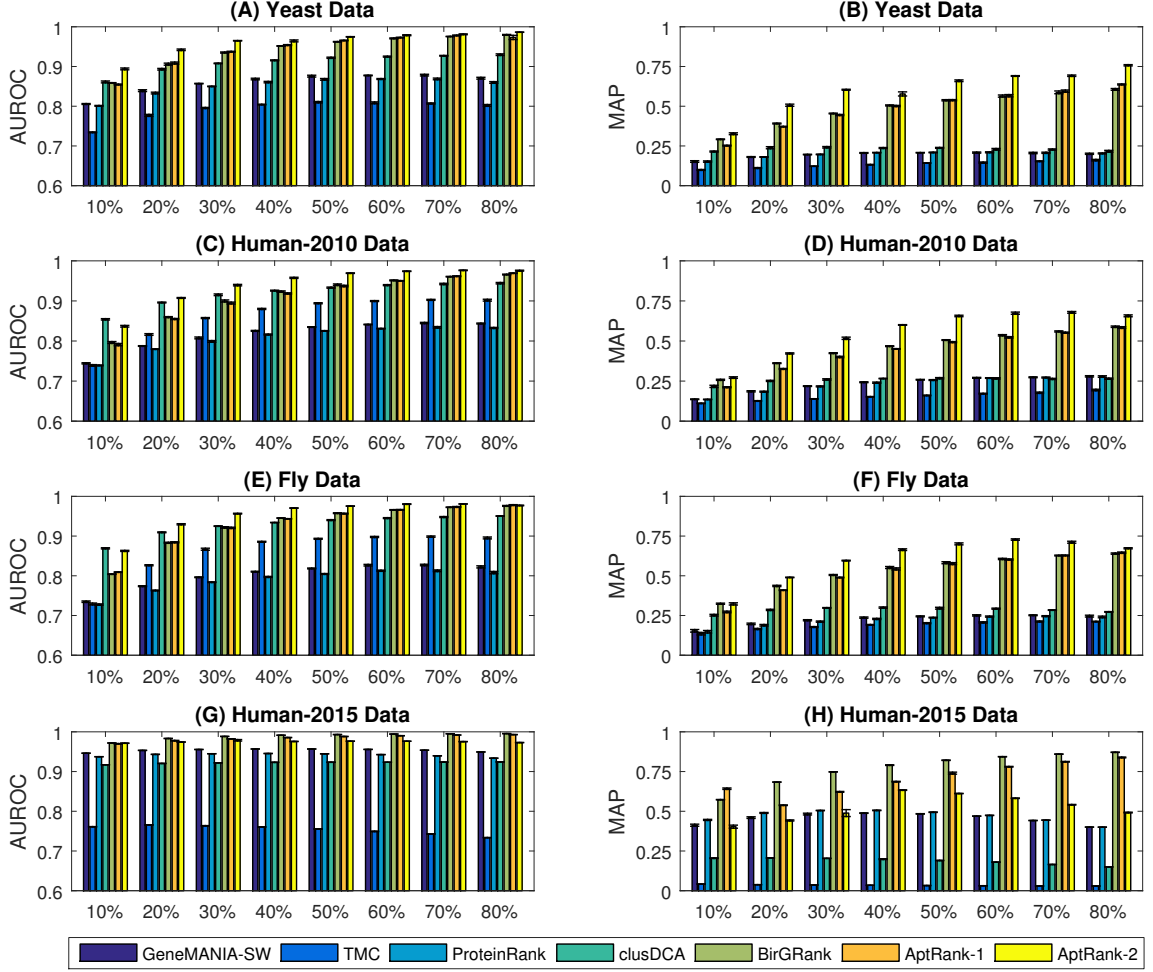 (A) Yeast Data
AUROC
1
0.9
0.8
0.7
0.6
10% 20% 30% 40% 50% 60% 70% 80%
(B) Yeast Data
MAP
1
0.75
0.5
0.25
0
10% 20% 30% 40% 50% 60% 70% 80%
(C) Human-2010 Data
AUROC
1
0.9
0.8
0.7
0.6
10% 20% 30% 40% 50% 60% 70% 80%
(D) Human-2010 Data
MAP
1
0.75
0.5
0.25
0
10% 20% 30% 40% 50% 60% 70% 80%
(E) Fly Data
AUROC
1
0.9
0.8
0.7
0.6
10% 20% 30% 40% 50% 60% 70% 80%
(F) Fly Data
MAP
1
0.75
0.5
0.25
0
10% 20% 30% 40% 50% 60% 70% 80%
(G) Human-2015 Data
AUROC
1
0.9
0.8
0.7
0.6
10% 20% 30% 40% 50% 60% 70% 80%
(H) Human-2015 Data
MAP
1
0.75
0.5
0.25
0
10% 20% 30% 40% 50% 60% 70% 80%
GeneMANIA-SW TMC ProteinRank clusDCA BirGRank AptRank-1 AptRank-2